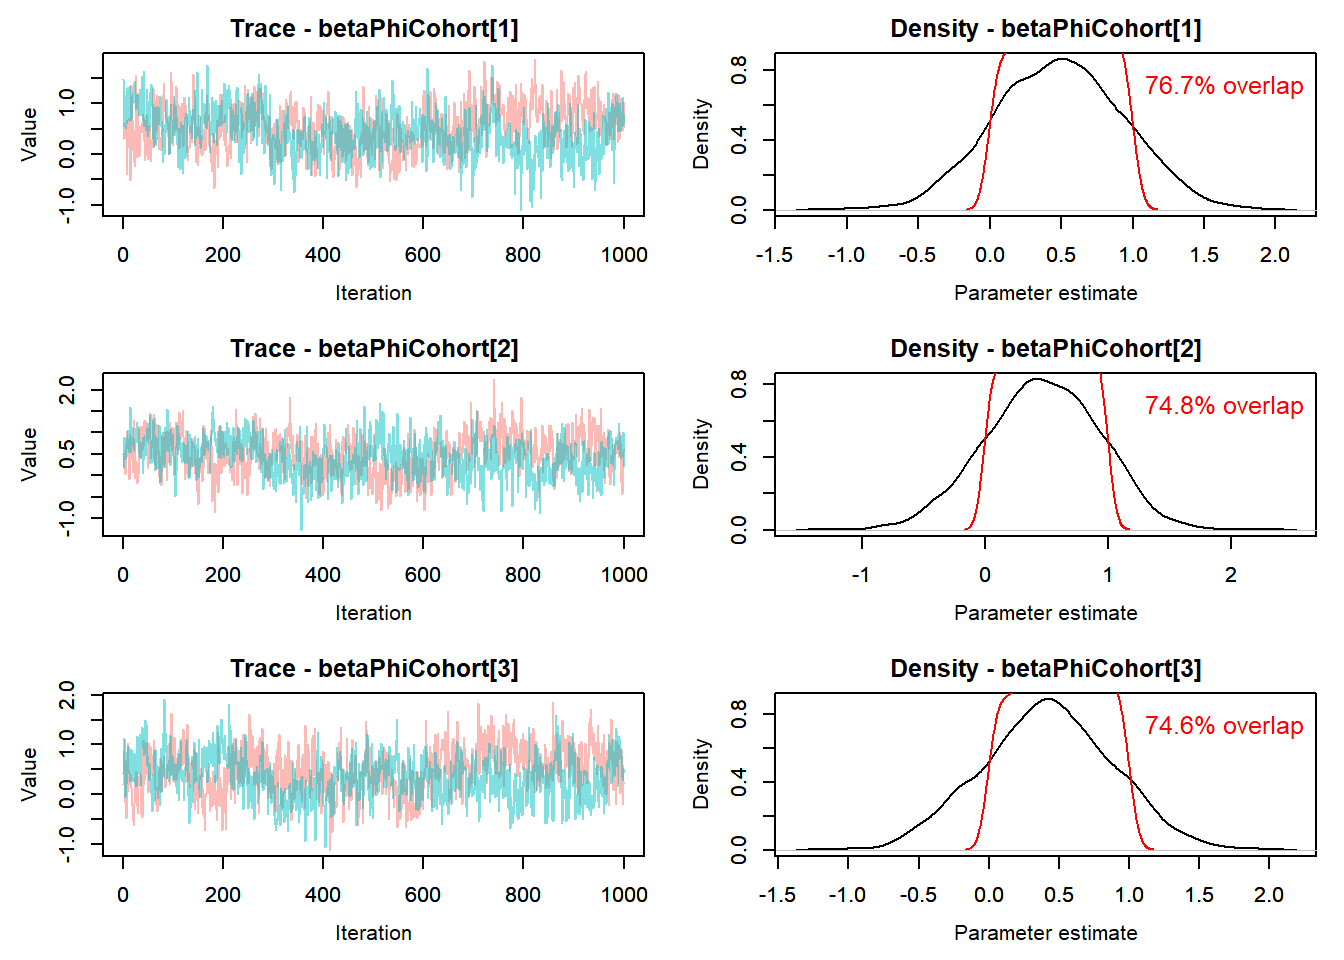 Trace - betaPhiCohort[1]
Value
-1.0 0.0 1.0
0 200 400 600 800 1000
Iteration
Density - betaPhiCohort[1]
76.7% overlap
Density
0.0 0.4 0.8
-1.5 -1.0 -0.5 0.0 0.5 1.0 1.5 2.0
Parameter estimate
Trace - betaPhiCohort[2]
Value
-1.0 0.5 2.0
0 200 400 600 800 1000
Iteration
Density - betaPhiCohort[2]
74.8% overlap
Density
0.0 0.4 0.8
-1 0 1 2
Parameter estimate
Trace - betaPhiCohort[3]
Value
-1.0 0.0 1.0 2.0
0 200 400 600 800 1000
Iteration
Density - betaPhiCohort[3]
74.6% overlap
Density
0.0 0.4 0.8
-1.5 -1.0 -0.5 0.0 0.5 1.0 1.5 2.0
Parameter estimate